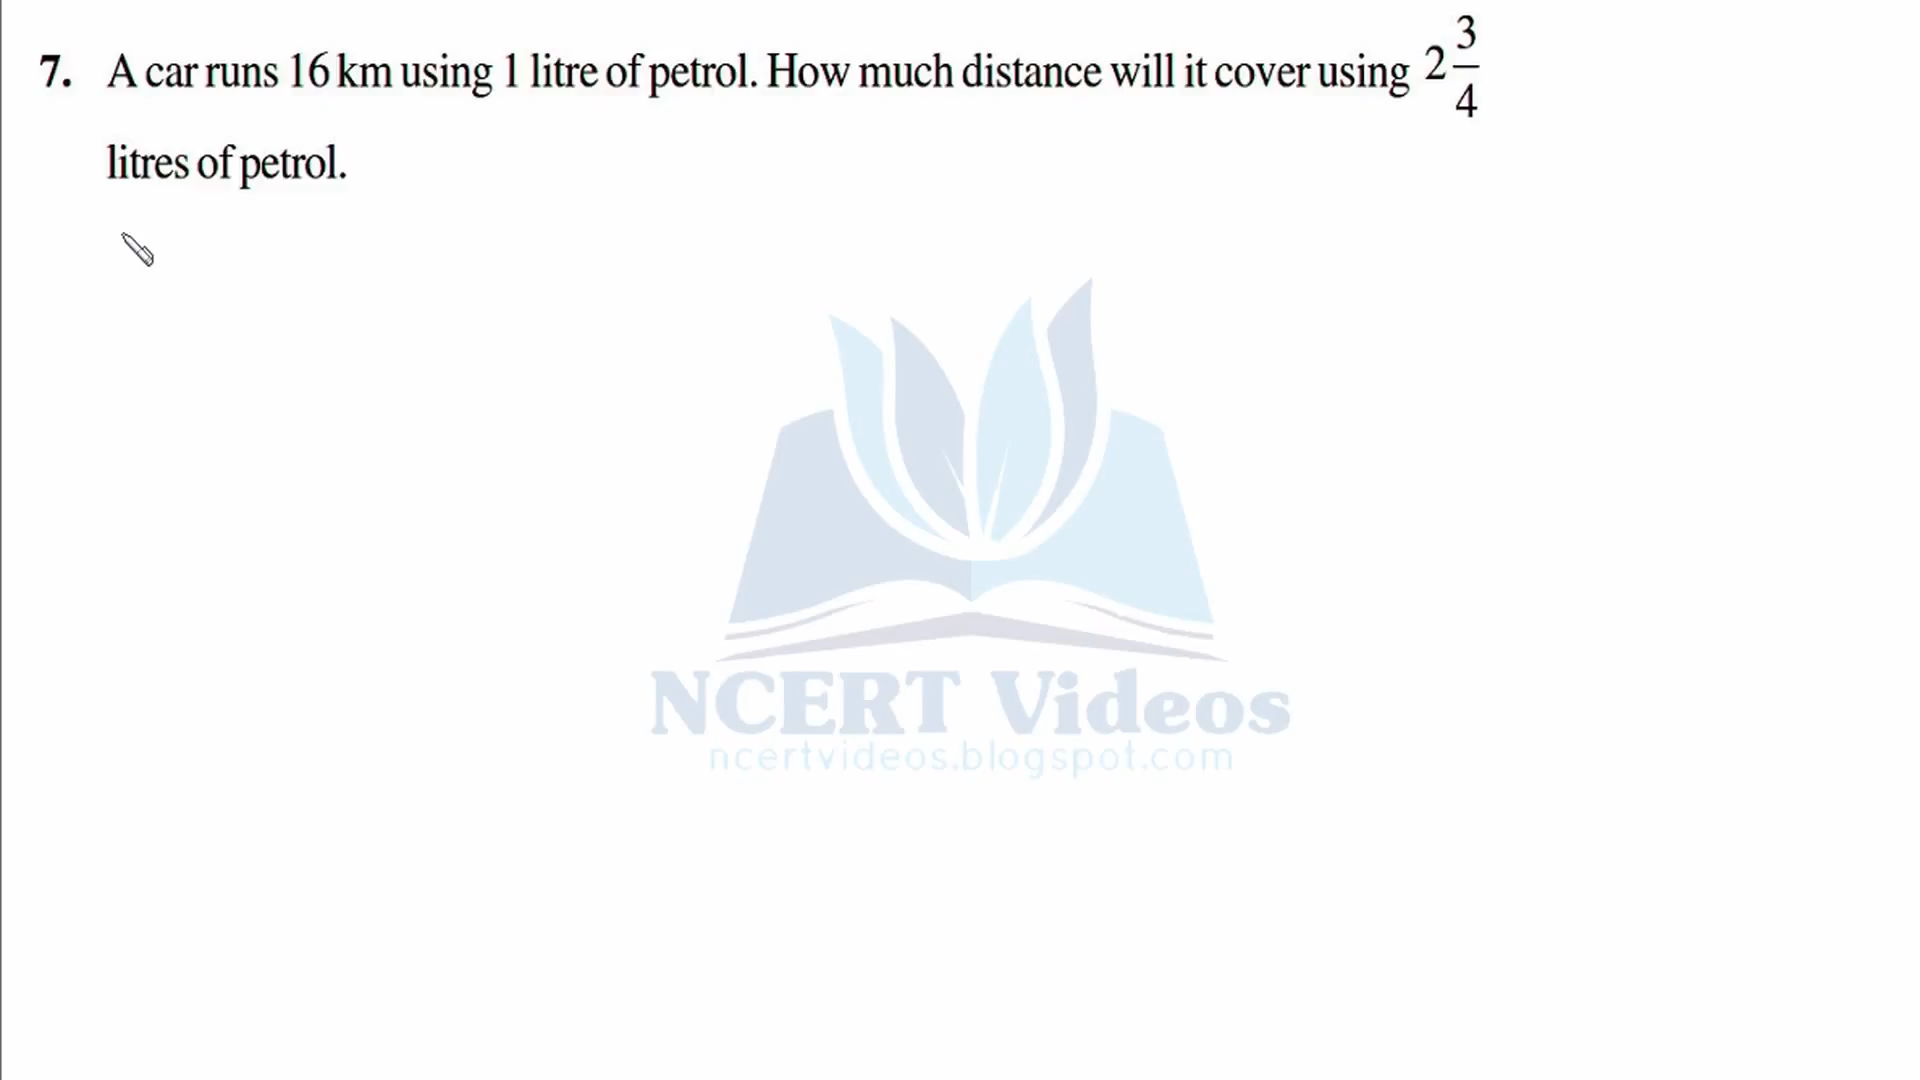 7. A car runs 16 km using 1 litre of petrol. How much distance will it cover using 2 3/4
litres of petrol.
NCERT Videos
ncertvideos.blogspot.com